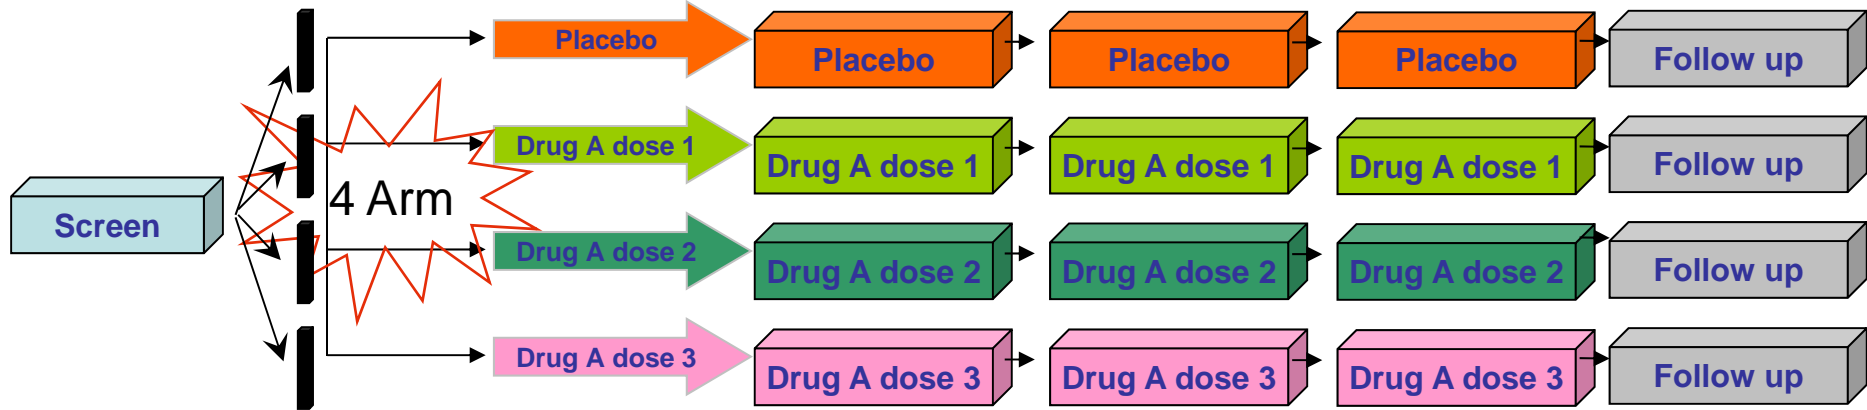 Placebo
Placebo
Placebo
Placebo
Follow up
Drug A dose 1
Drug A dose 1
Drug A dose 1
Drug A dose 1
Follow up
Screen
4 Arm
Drug A dose 2
Drug A dose 2
Drug A dose 2
Drug A dose 2
Follow up
Drug A dose 3
Drug A dose 3
Drug A dose 3
Drug A dose 3
Follow up